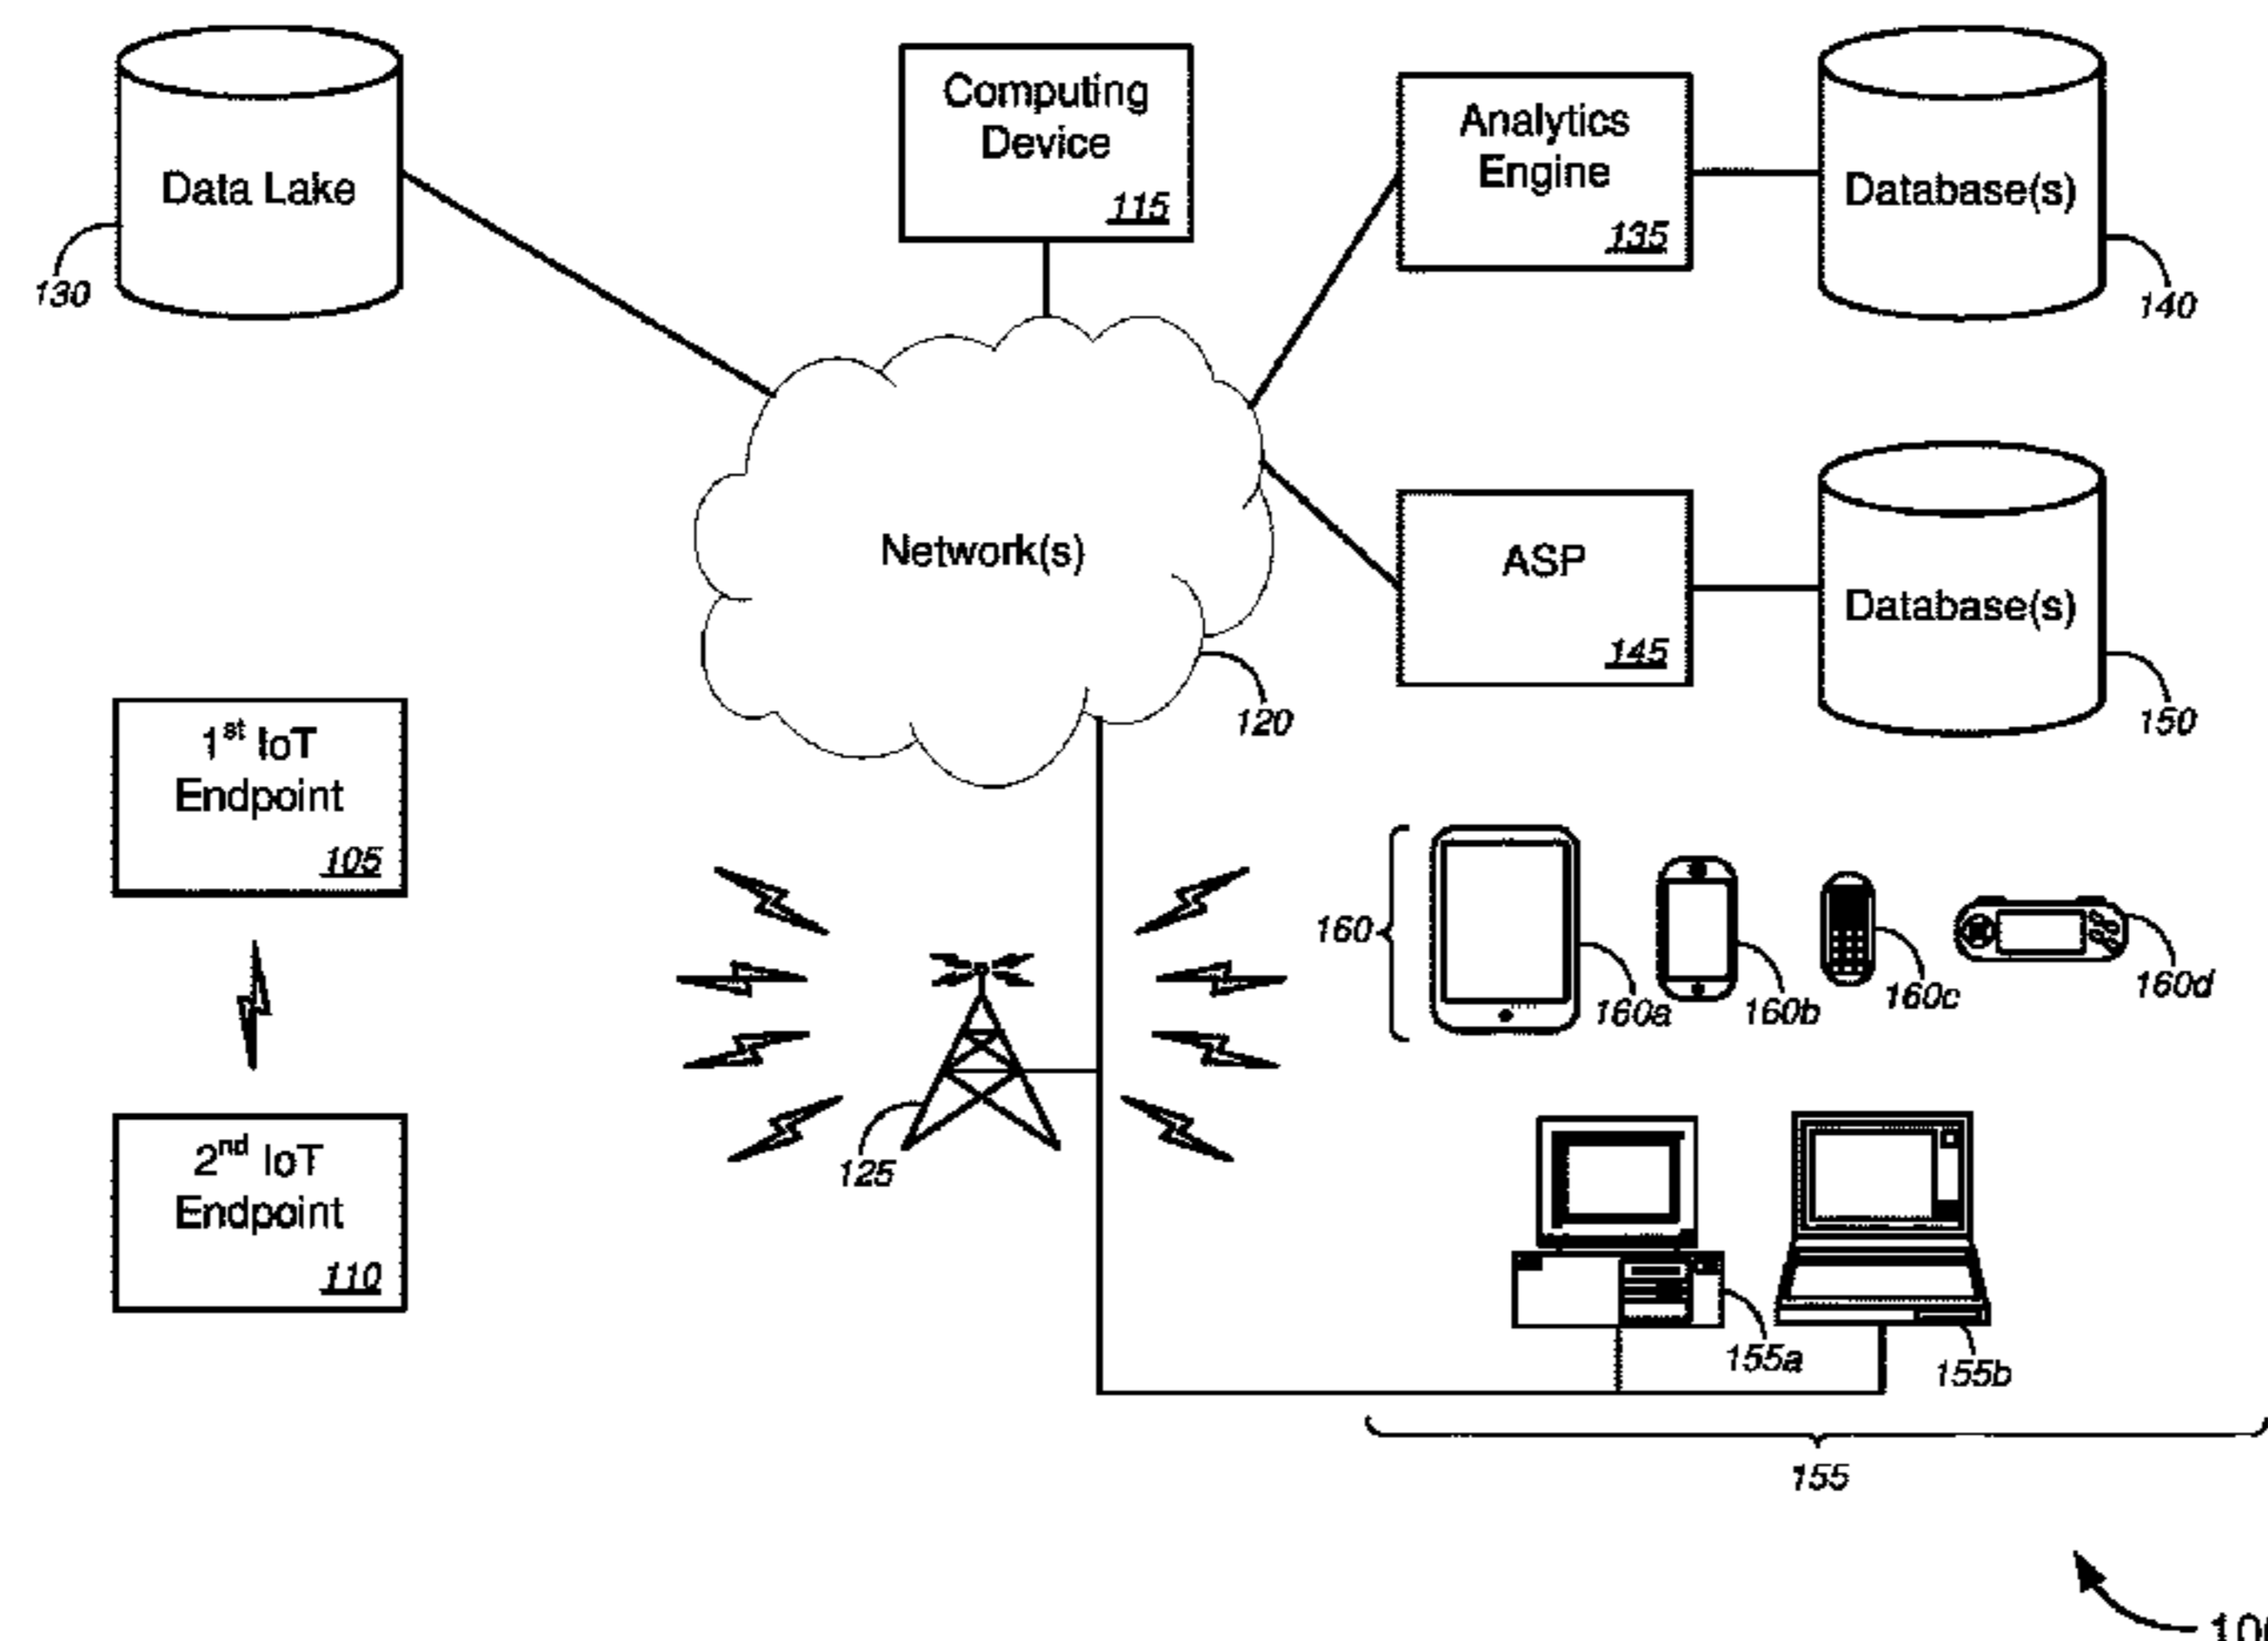 Data Lake
130
Computing
Device
115
Analytics
Engine
135
Database(s)
140
Network(s)
120
ASP
145
Database(s)
150
1st IoT
Endpoint
105
2nd IoT
Endpoint
110
125
160
160a
160b
160c
160d
155a
155b
155